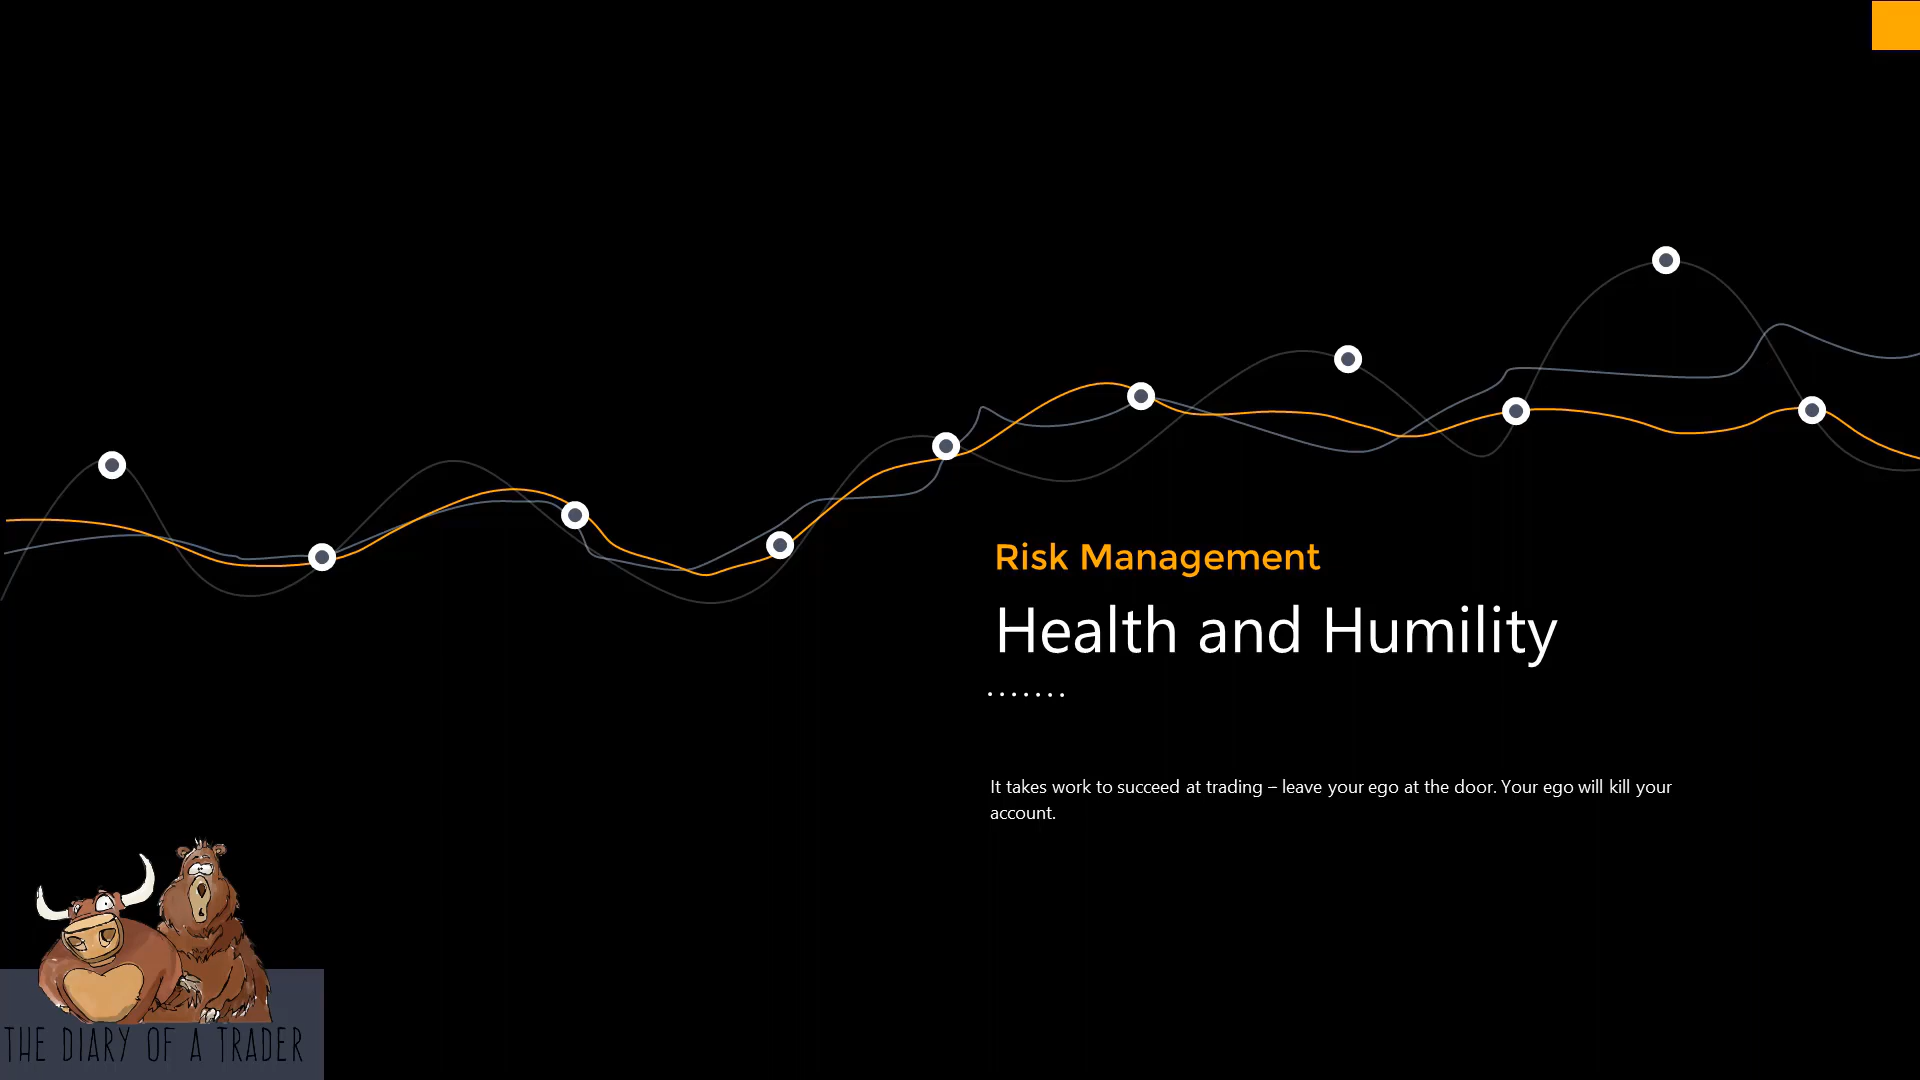 Risk Management
Health and Humility
It takes work to succeed at trading – leave your ego at the door. Your ego will kill your
account.
THE DIARY OF A TRADER